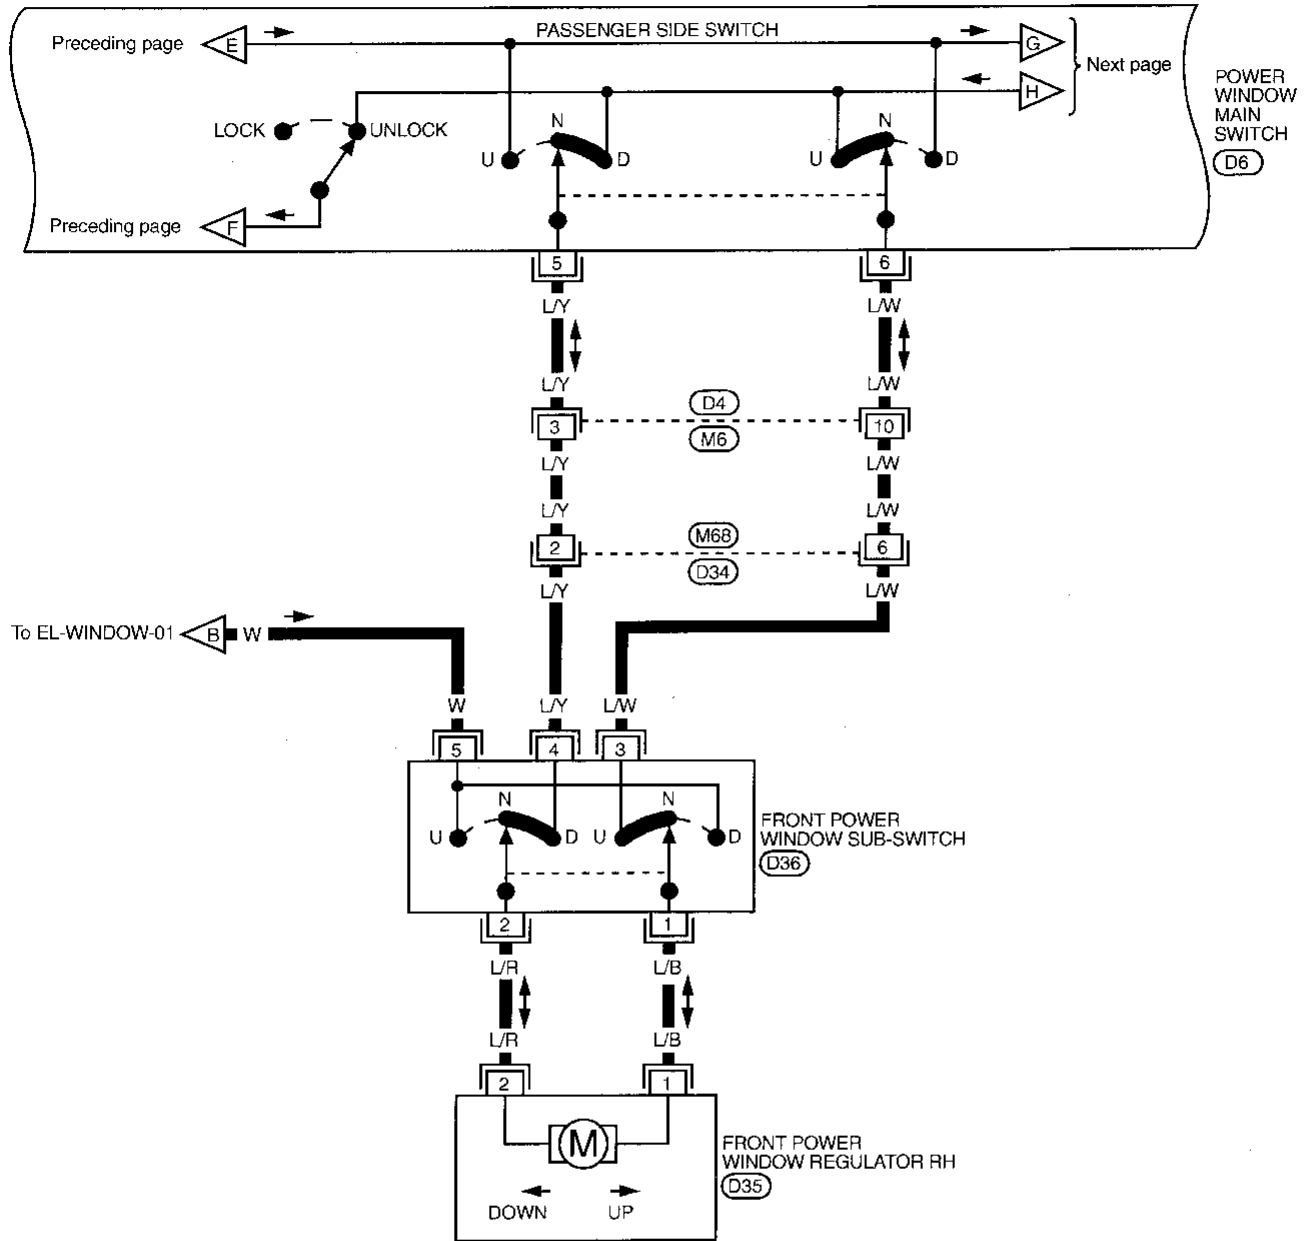 PASSENGER SIDE SWITCH
Preceding page
E
G
Next page
H
POWER
WINDOW
MAIN
SWITCH
D6
LOCK
UNLOCK
N
U
D
N
U
D
Preceding page
F
5
6
L/Y
L/W
L/Y
L/W
D4
3
10
M6
L/Y
L/W
L/Y
L/W
M68
2
6
D34
L/Y
L/W
To EL-WINDOW-01
B
W
W
L/Y
L/W
5
4
3
N
N
U
D
U
D
FRONT POWER
WINDOW SUB-SWITCH
D36
2
1
L/R
L/B
L/R
L/B
2
1
M
FRONT POWER
WINDOW REGULATOR RH
D35
DOWN
UP